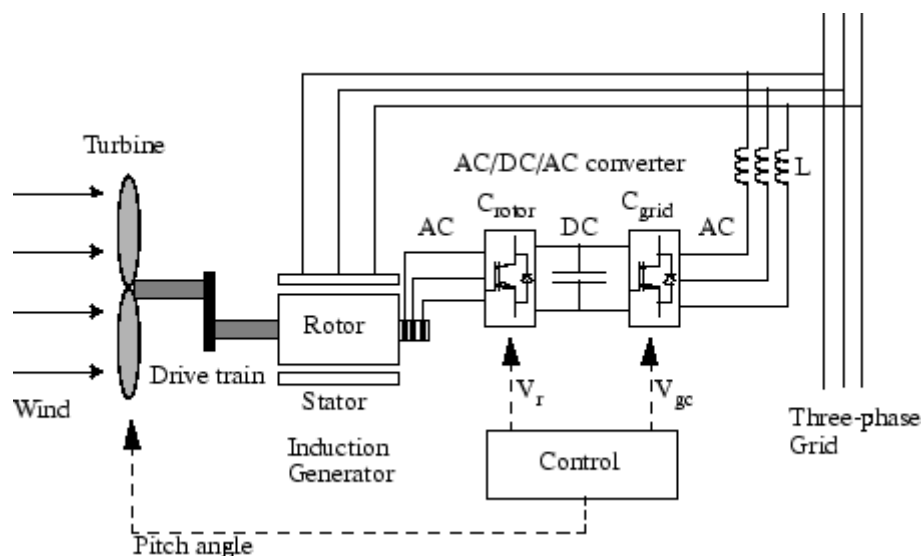 Turbine
AC/DC/AC converter
L
C_rotor
C_grid
AC
DC
AC
Rotor
Drive train
Stator
Wind
V_r
V_gc
Three-phase
Grid
Induction
Generator
Control
Pitch angle